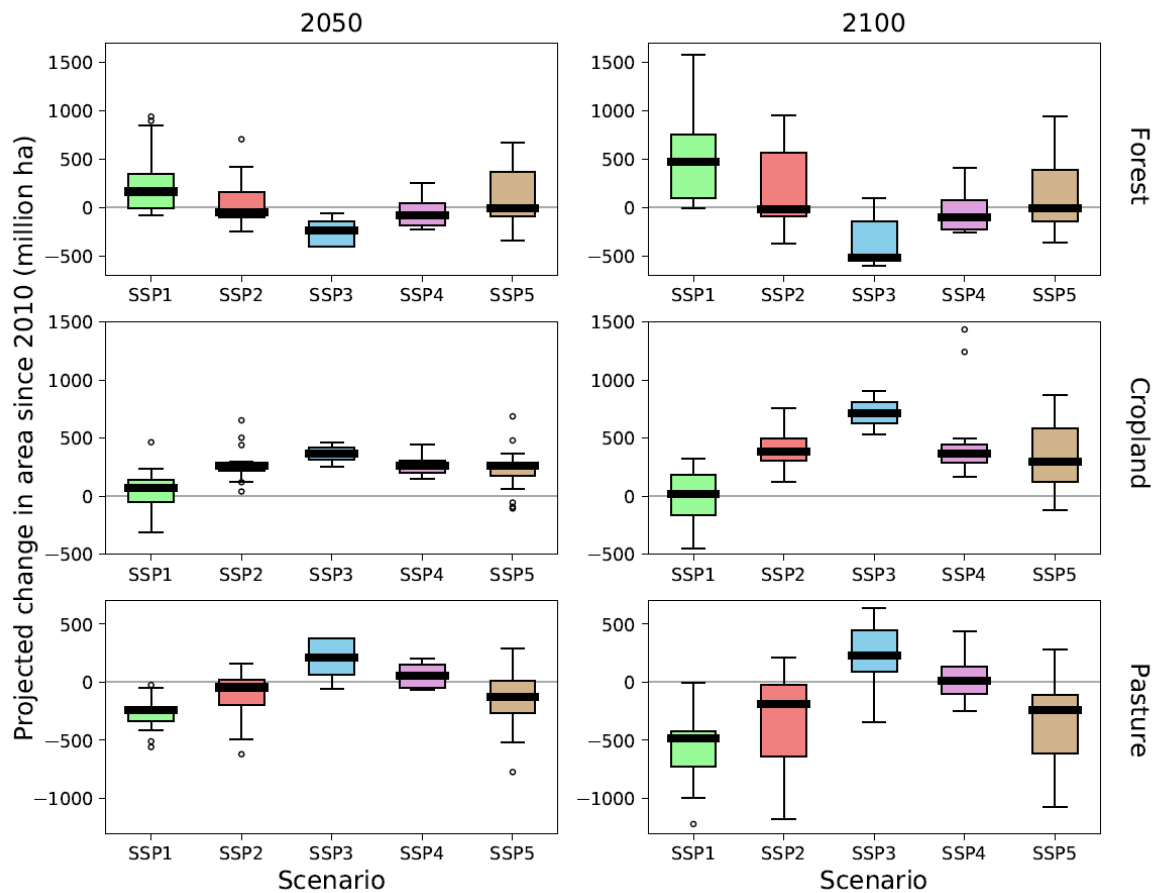 2050
2100
Projected change in area since 2010 (million ha)
1500
1000
500
0
−500
SSP1 SSP2 SSP3 SSP4 SSP5
1500
1000
500
0
−500
SSP1 SSP2 SSP3 SSP4 SSP5
Forest
1500
1000
500
0
−500
SSP1 SSP2 SSP3 SSP4 SSP5
1500
1000
500
0
−500
SSP1 SSP2 SSP3 SSP4 SSP5
Cropland
500
0
−500
−1000
SSP1 SSP2 SSP3 SSP4 SSP5
Scenario
500
0
−500
−1000
SSP1 SSP2 SSP3 SSP4 SSP5
Scenario
Pasture